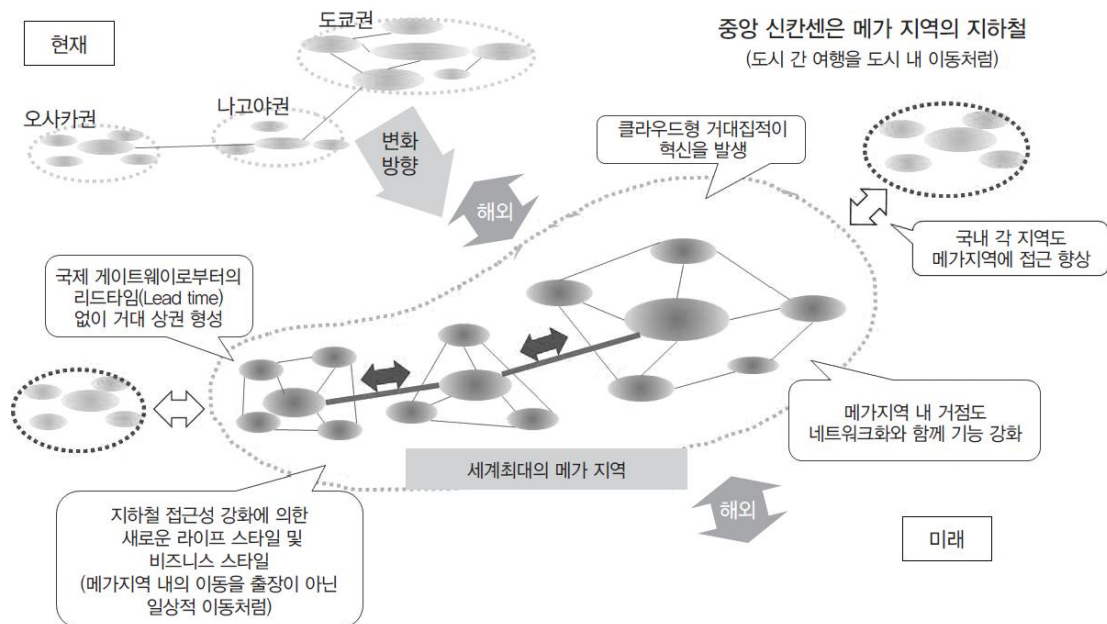 현재
도쿄권
중앙 신칸센은 메가 지역의 지하철
(도시 간 여행을 도시 내 이동처럼)
오사카권
나고야권
변화
방향
클라우드형 거대집적이
혁신을 발생
해외
국내 각 지역도
메가지역에 접근 향상
국제 게이트웨이로부터의
리드타임(Lead time)
없이 거대 상권 형성
메가지역 내 거점도
네트워크화와 함께 기능 강화
세계최대의 메가 지역
해외
지하철 접근성 강화에 의한
새로운 라이프 스타일 및
비즈니스 스타일
(메가지역 내의 이동을 출장이 아닌
일상적 이동처럼)
미래